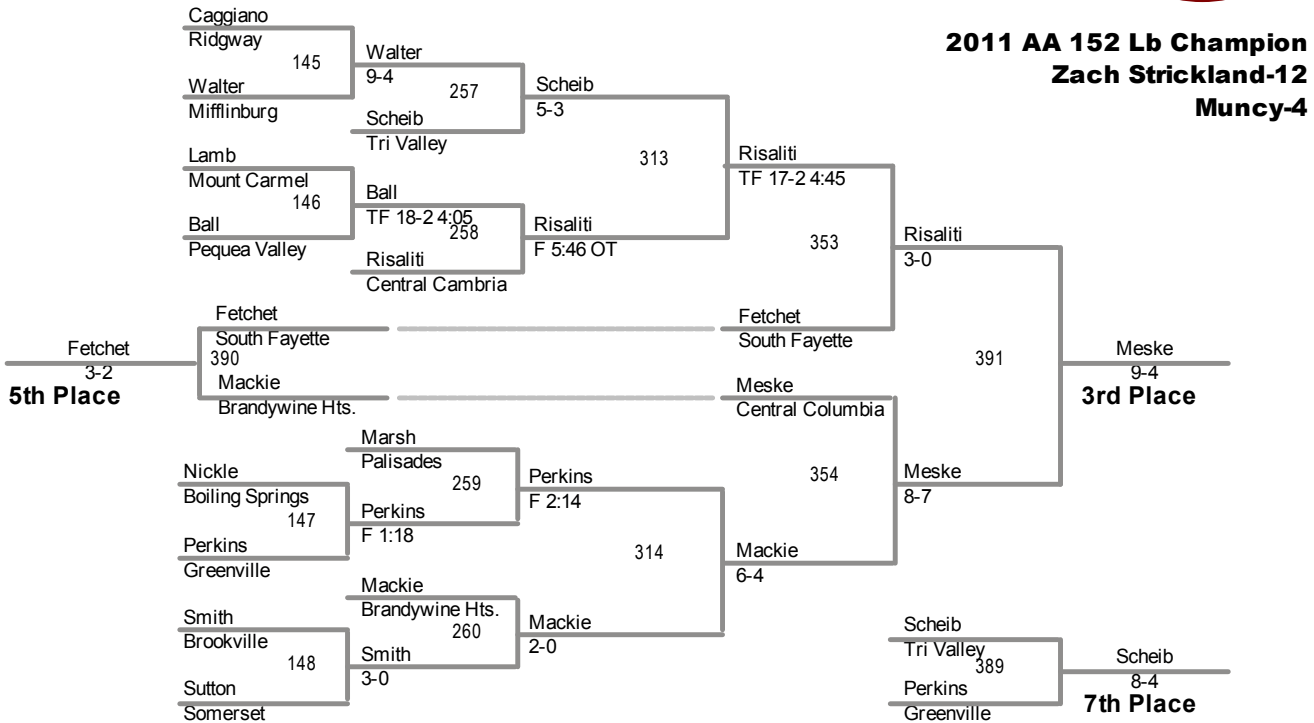 2011 AA 152 Lb Champion
Zach Strickland-12
Muncy-4
Caggiano
Ridgway
145
Walter
Mifflinburg
Walter
9-4
257
Scheib
Tri Valley
Scheib
5-3
Lamb
Mount Carmel
146
Ball
Pequea Valley
Ball
TF 18-2 4:05
258
Risaliti
Central Cambria
Risaliti
F 5:46 OT
313
Risaliti
TF 17-2 4:45
353
Fetchet
South Fayette
Risaliti
3-0
Fetchet
South Fayette
390
Mackie
Brandywine Hts.
Fetchet
3-2
5th Place
Meske
Central Columbia
391
Meske
9-4
3rd Place
354
Meske
8-7
Marsh
Palisades
259
Nickle
Boiling Springs
147
Perkins
Greenville
Perkins
F 1:18
Perkins
F 2:14
314
Mackie
6-4
Mackie
Brandywine Hts.
260
Smith
Brookville
148
Sutton
Somerset
Smith
3-0
Mackie
2-0
Scheib
Tri Valley
389
Perkins
Greenville
Scheib
8-4
7th Place